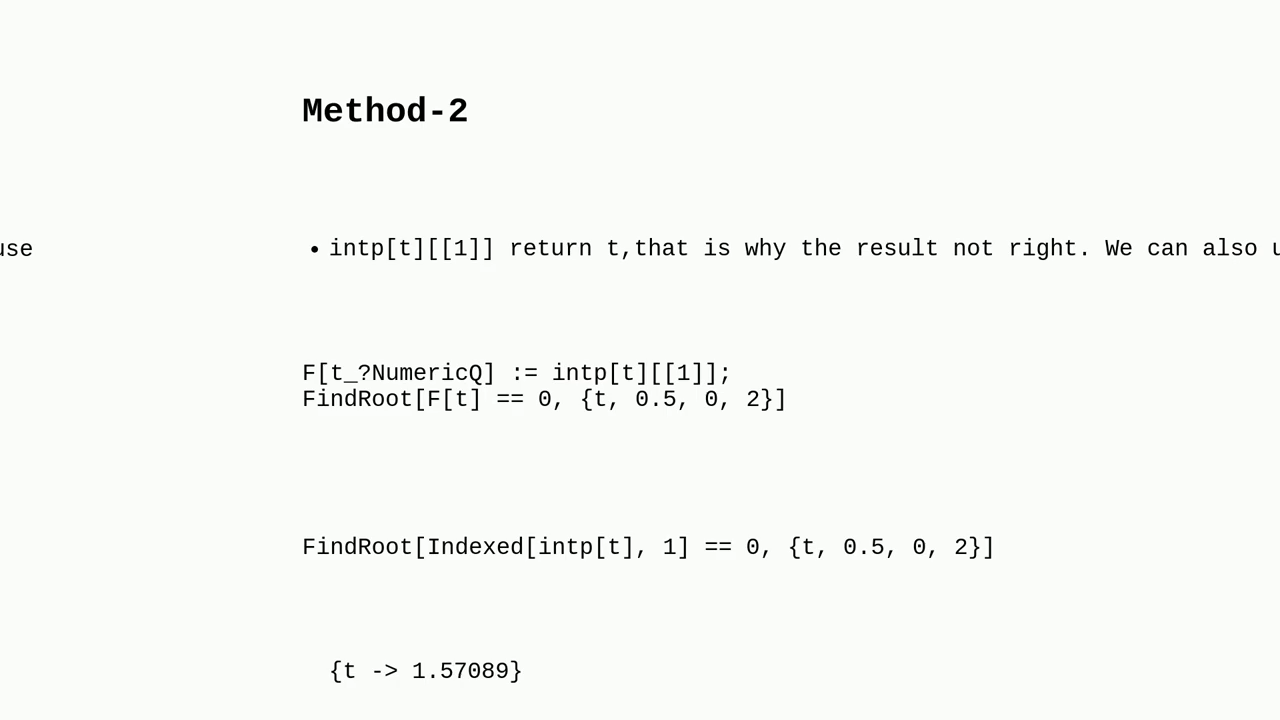 Method-2
use
• intp[t][[1]] return t,that is why the result not right. We can also u
F[t_?NumericQ] := intp[t][[1]];
FindRoot[F[t] == 0, {t, 0.5, 0, 2}]
FindRoot[Indexed[intp[t], 1] == 0, {t, 0.5, 0, 2}]
{t -> 1.57089}